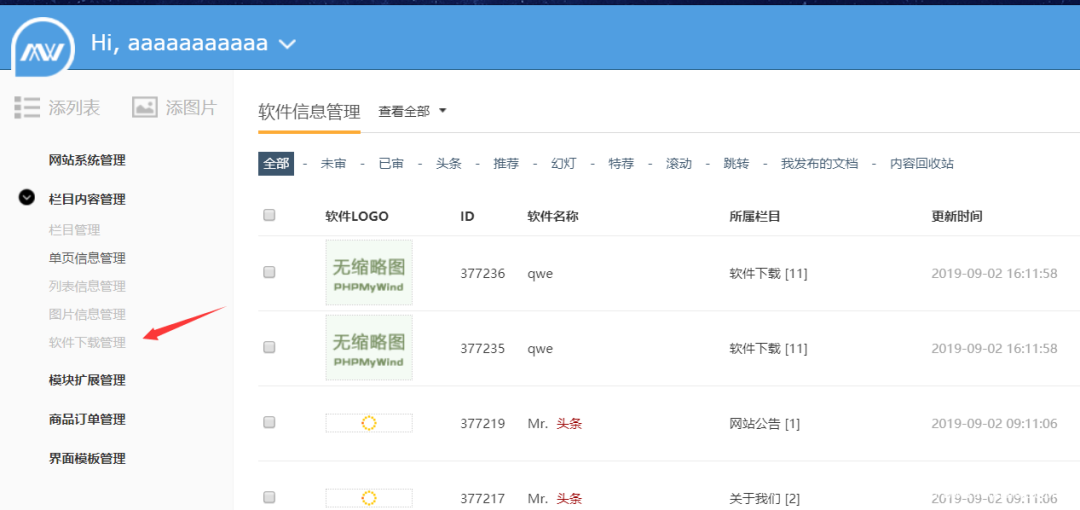 MW Hi, aaaaaaaaaaa
添列表 添图片
网站系统管理
栏目内容管理
栏目管理
单页信息管理
列表信息管理
图片信息管理
软件下载管理
模块扩展管理
商品订单管理
界面模板管理
软件信息管理 查看全部
全部 - 未审 - 已审 - 头条 - 推荐 - 幻灯 - 特荐 - 滚动 - 跳转 - 我发布的文档 - 内容回收站
软件LOGO ID 软件名称 所属栏目 更新时间
无缩略图
PHPMyWind
377236 qwe 软件下载 [11] 2019-09-02 16:11:58
无缩略图
PHPMyWind
377235 qwe 软件下载 [11] 2019-09-02 16:11:58
377219 Mr. 头条 网站公告 [1] 2019-09-02 09:11:06
377217 Mr. 头条 关于我们 [2] 2019-09-02 09:11:06